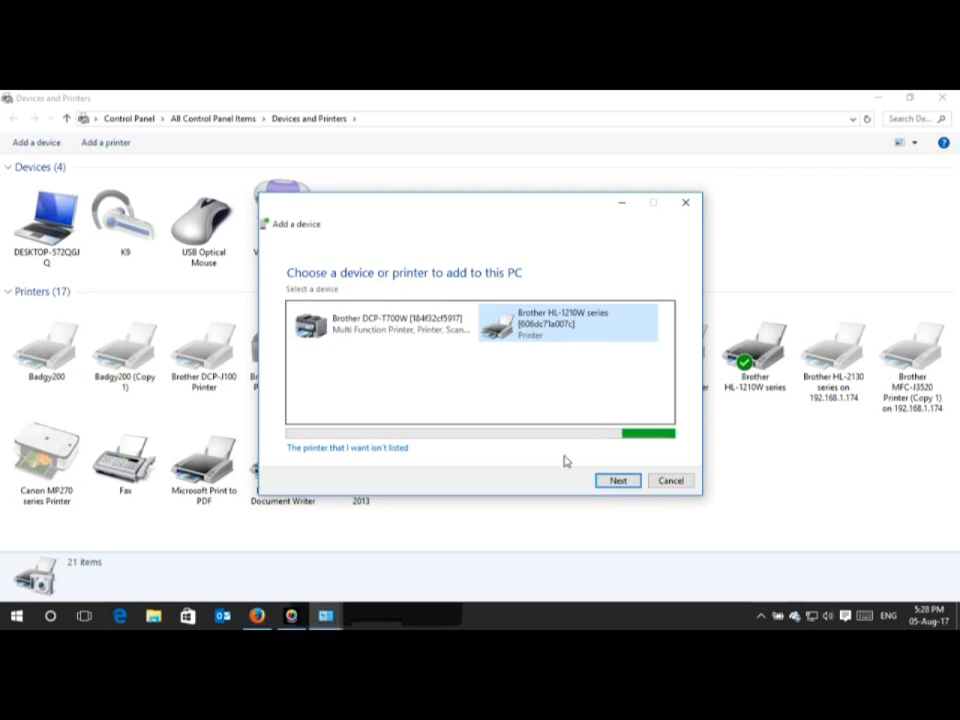 Devices and Printers
Control Panel > All Control Panel Items > Devices and Printers >
Search De...
Add a device
Add a printer
Devices (4)
DESKTOP-572QGJ
Q
K9
USB Optical
Mouse
Printers (17)
Badgy200
Badgy200 (Copy
1)
Brother DCP-J100
Printer
Brother
HL-1210W series
Brother HL-2130
series on
192.168.1.174
Brother
MFC-J3520
Printer (Copy 1)
on 192.168.1.174
Canon MP270
series Printer
Fax
Microsoft Print to
PDF
Document Writer
2013
Add a device
Choose a device or printer to add to this PC
Select a device
Brother DCP-T700W [184f32cf5917]
Multi Function Printer, Printer, Scan...
Brother HL-1210W series
[606dc71a007c]
Printer
The printer that I want isn't listed
Next
Cancel
21 items
ENG
5:28 PM
05-Aug-17